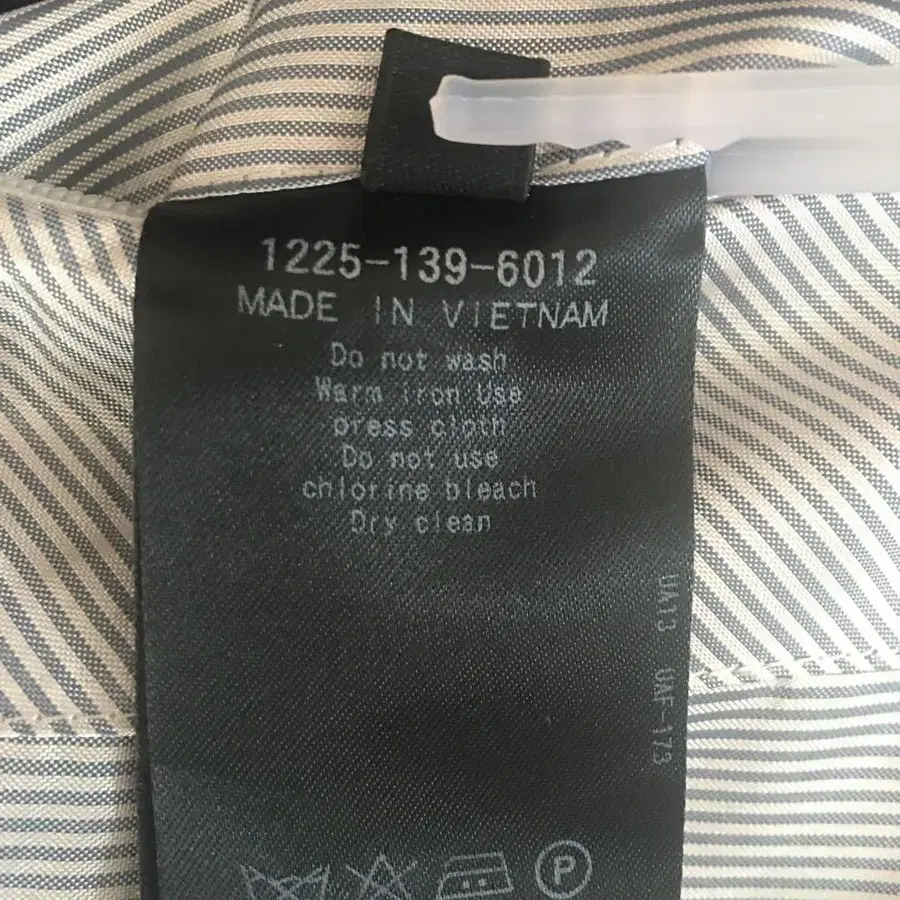 1225-139-6012
MADE IN VIETNAM
Do not wash
Warm iron Use
press cloth
Do not use
chlorine bleach
Dry clean
UA13 UAF-173
P